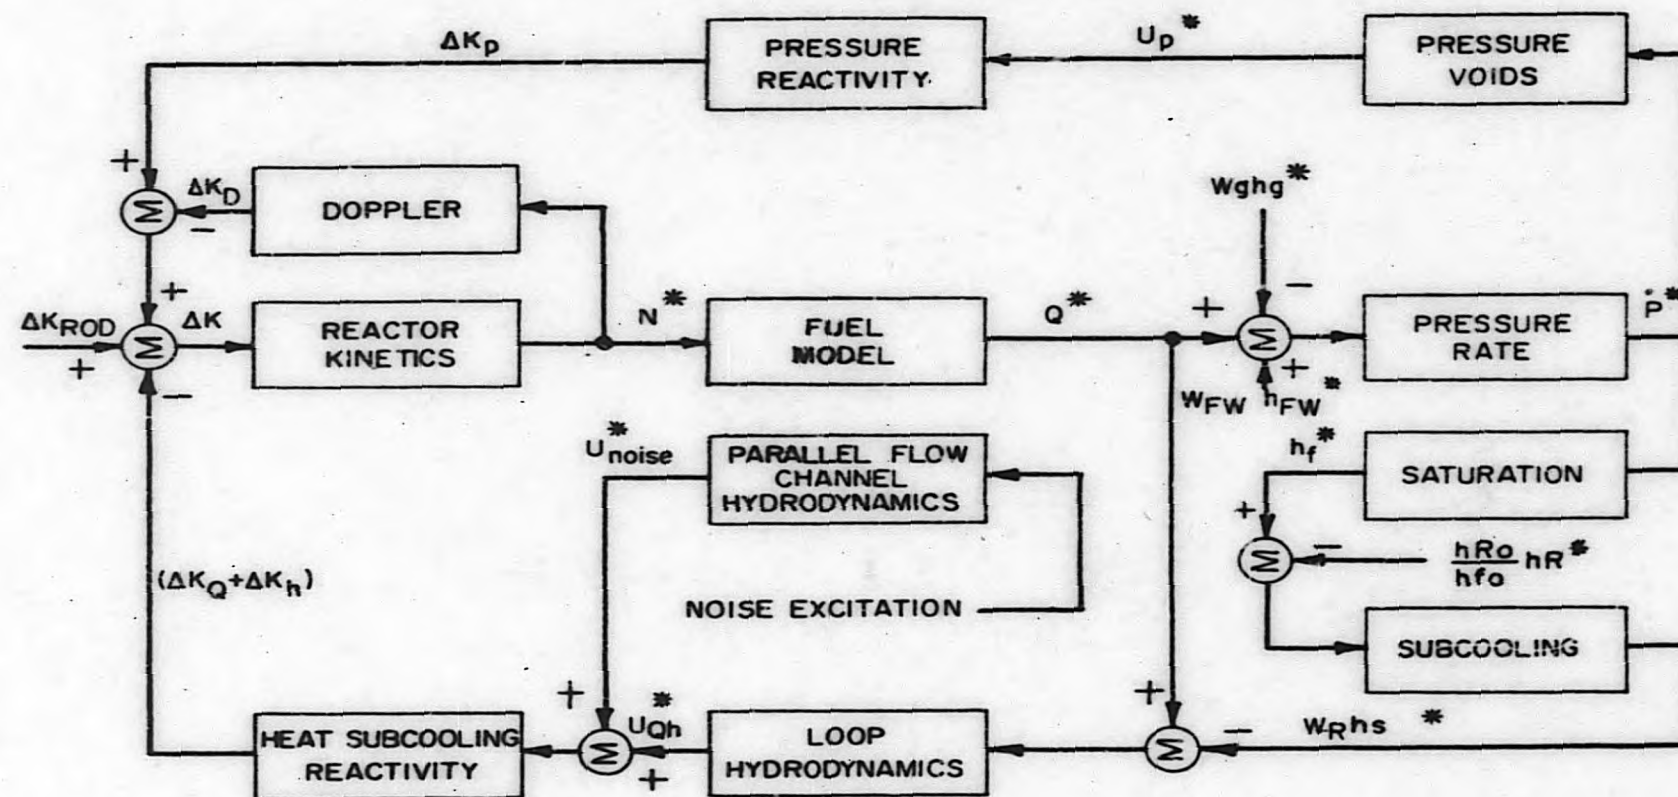 ΔKp
PRESSURE
REACTIVITY
Up*
PRESSURE
VOIDS
+
ΔKD
−
DOPPLER
Wghg*
M
+
ΔKROD
+
M
ΔK
REACTOR
KINETICS
N*
FUEL
MODEL
Q*
+
−
M
+
PRESSURE
RATE
Ṗ*
−
WFW hFW*
U*noise
PARALLEL FLOW
CHANNEL
HYDRODYNAMICS
hf*
SATURATION
+
M
−
hRo
hfo
hR*
(ΔKQ+ΔKh)
NOISE EXCITATION
SUBCOOLING
HEAT SUBCOOLING
REACTIVITY
+
M
+
UQh*
LOOP
HYDRODYNAMICS
+
M
−
WRhs *